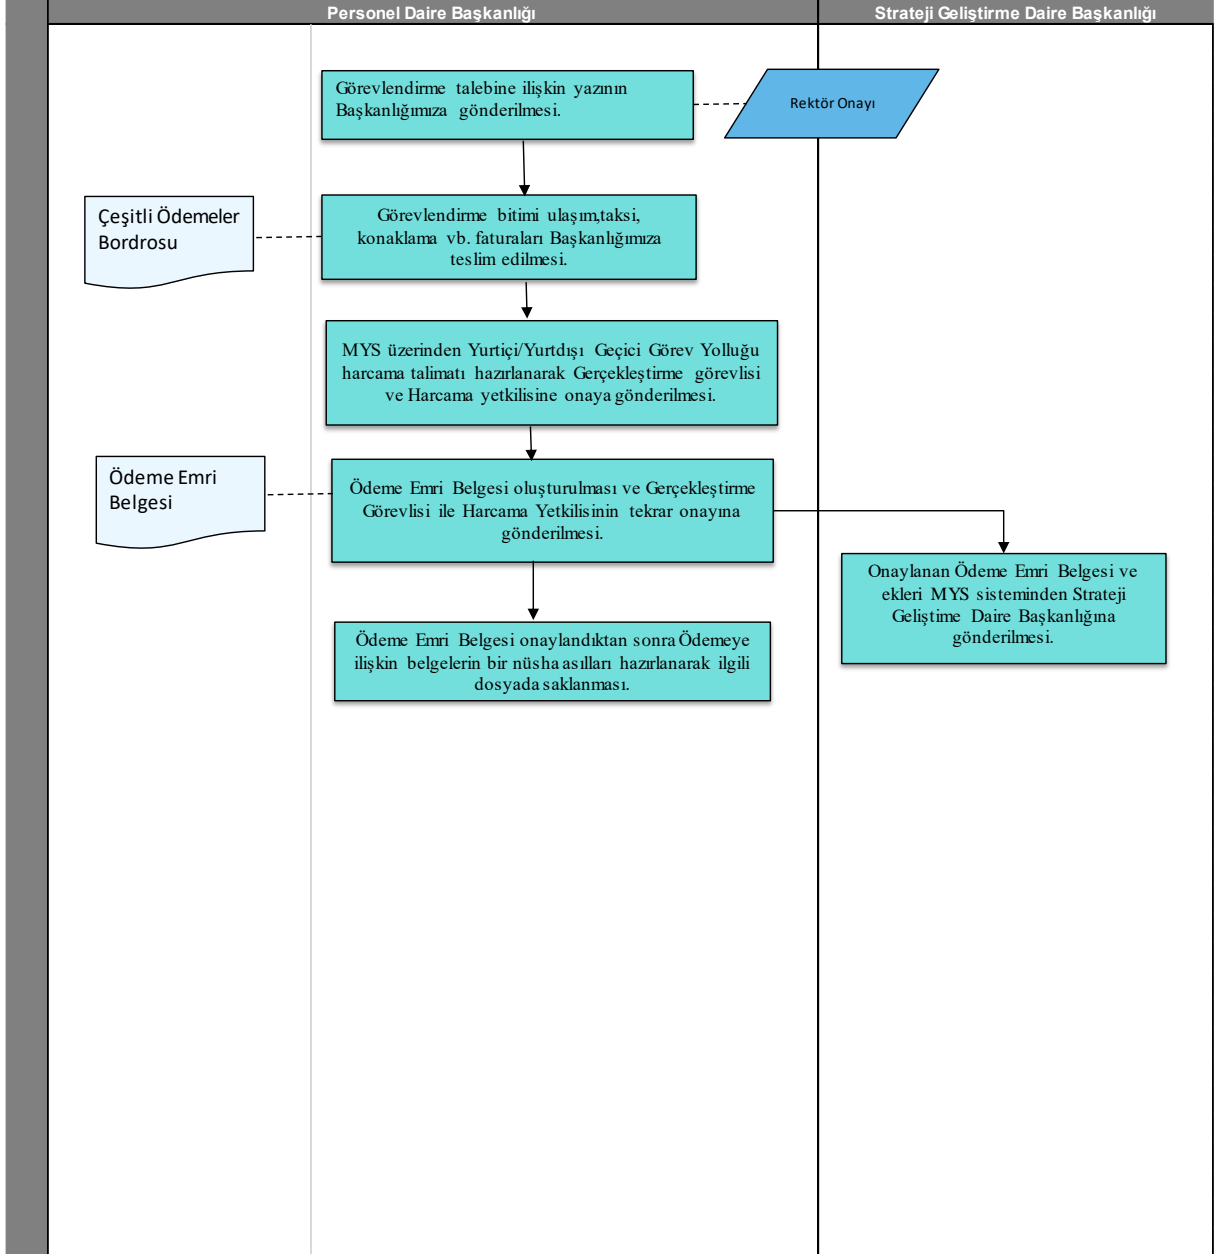 Personel Daire Başkanlığı
Strateji Geliştirme Daire Başkanlığı
Görevlendirme talebine ilişkin yazının
Başkanlığımıza gönderilmesi.
Rektör Onayı
Çeşitli Ödemeler
Bordrosu
Görevlendirme bitimi ulaşım,taksi,
konaklama vb. faturaları Başkanlığımıza
teslim edilmesi.
MYS üzerinden Yurtiçi/Yurtdışı Geçici Görev Yolluğu
harcama talimatı hazırlanarak Gerçekleştirme görevlisi
ve Harcama yetkilisine onaya gönderilmesi.
Ödeme Emri
Belgesi
Ödeme Emri Belgesi oluşturulması ve Gerçekleştirme
Görevlisi ile Harcama Yetkilisinin tekrar onayına
gönderilmesi.
Onaylanan Ödeme Emri Belgesi ve
ekleri MYS sisteminden Strateji
Geliştime Daire Başkanlığına
gönderilmesi.
Ödeme Emri Belgesi onaylandıktan sonra Ödemeye
ilişkin belgelerin bir nüsha asılları hazırlanarak ilgili
dosyada saklanması.